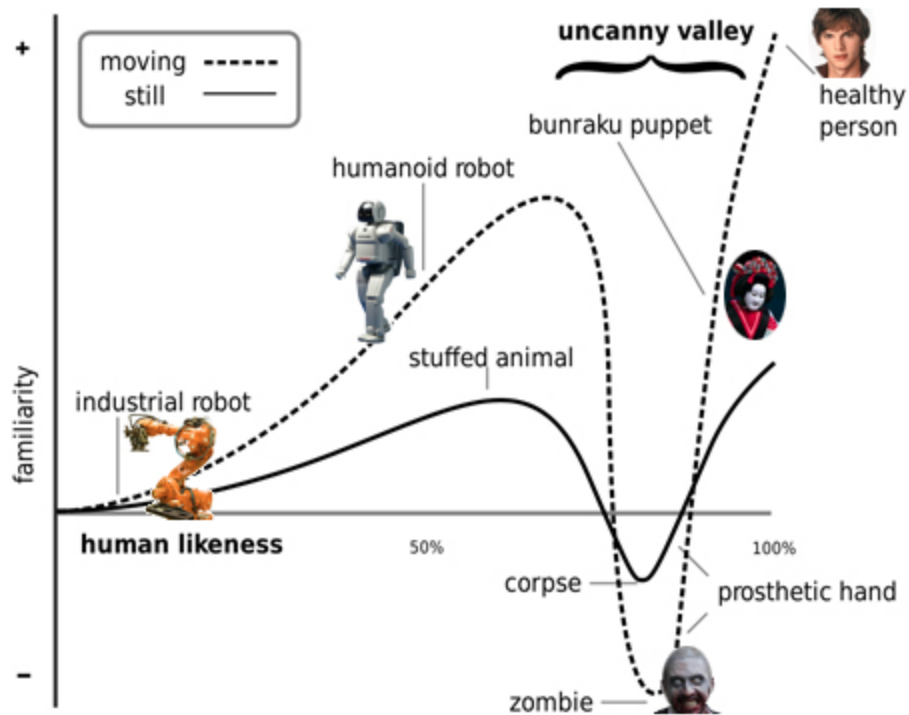 +
uncanny valley
moving
still
healthy
person
bunraku puppet
humanoid robot
stuffed animal
industrial robot
familiarity
human likeness
50%
100%
corpse
prosthetic hand
–
zombie